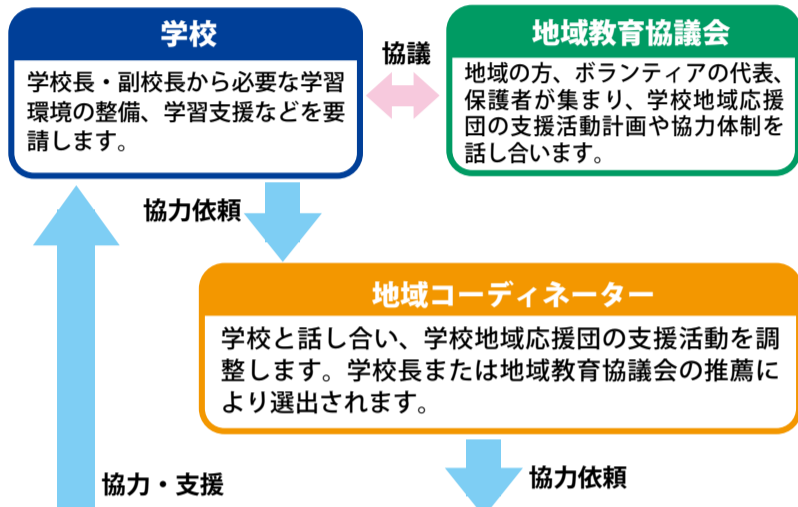 学校
学校長・副校長から必要な学習
環境の整備、学習支援などを要
請します。
協議
地域教育協議会
地域の方、ボランティアの代表、
保護者が集まり、学校地域応援
団の支援活動計画や協力体制を
話し合います。
協力依頼
地域コーディネーター
学校と話し合い、学校地域応援団の支援活動を調
整します。学校長または地域教育協議会の推薦に
より選出されます。
協力・支援
協力依頼